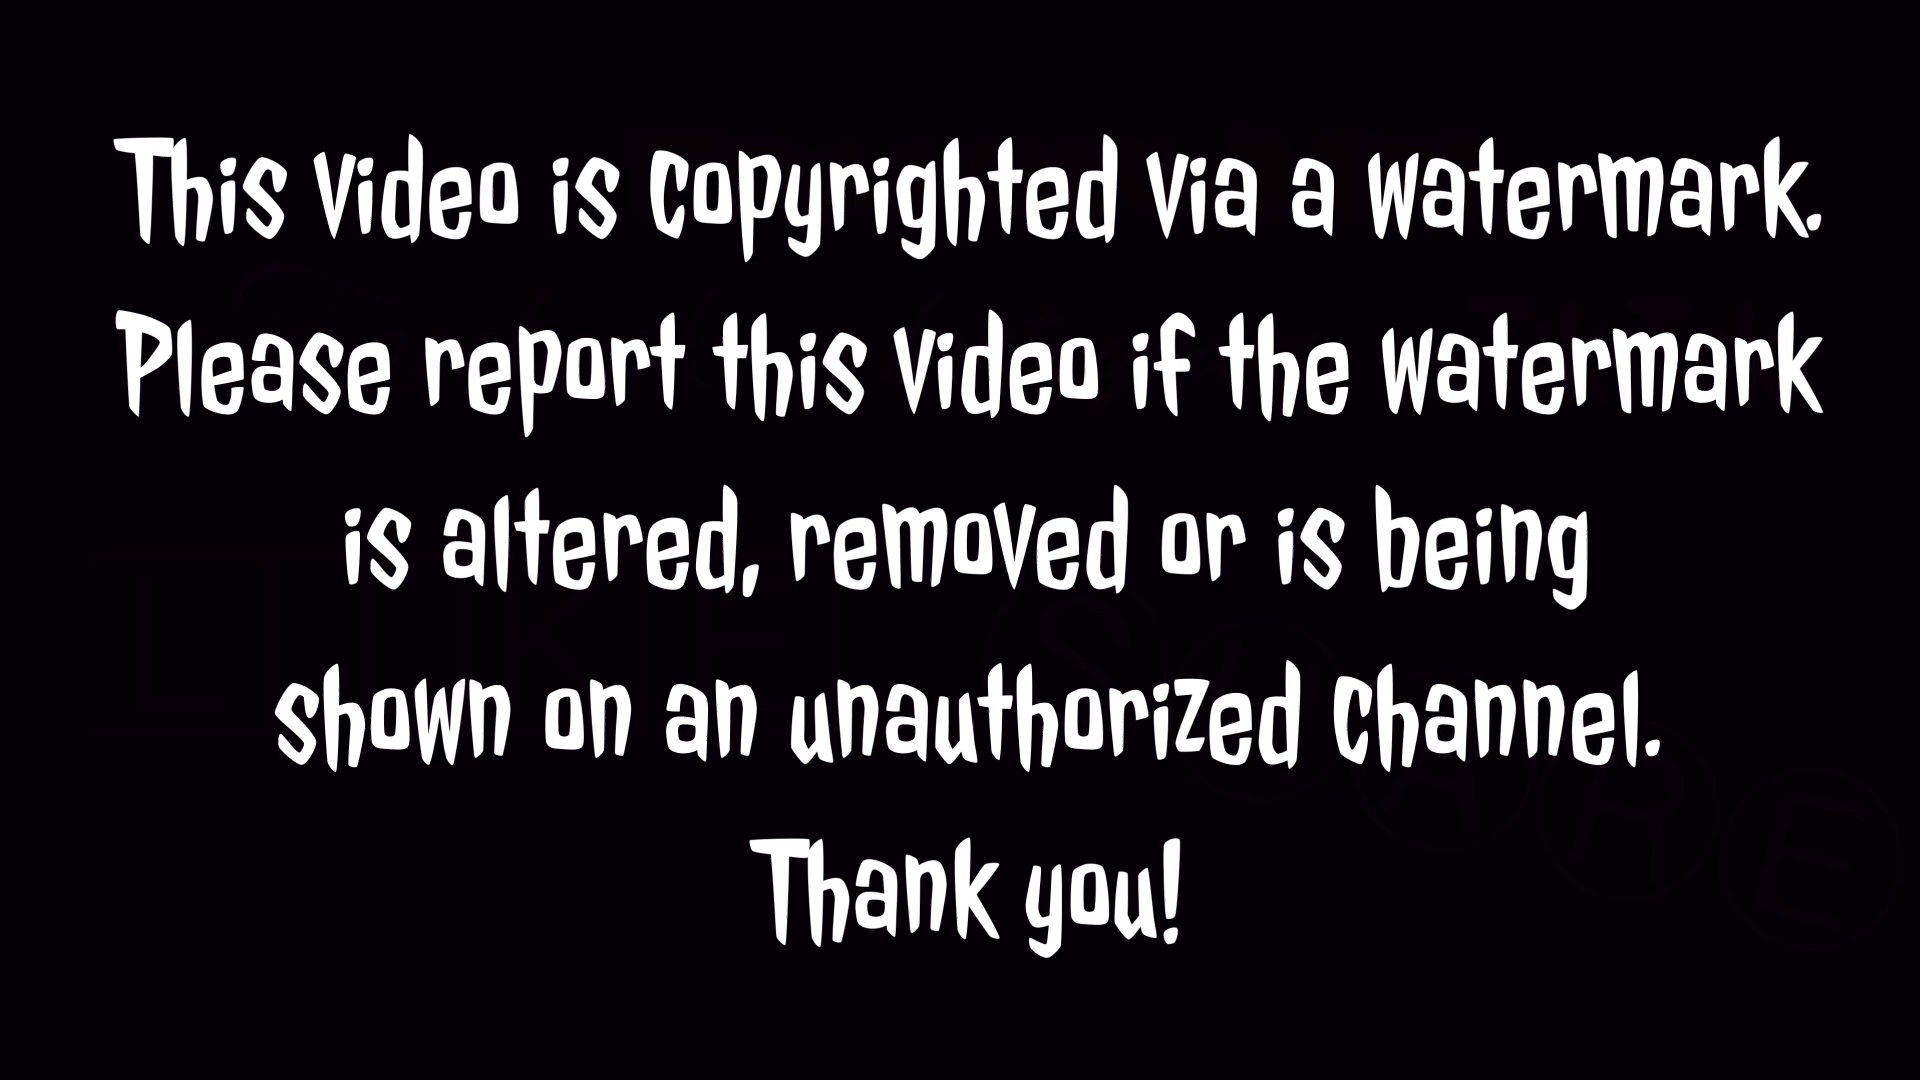 This video is copyrighted via a watermark.
Please report this video if the watermark
is altered, removed or is being
shown on an unauthorized channel.
Thank you!